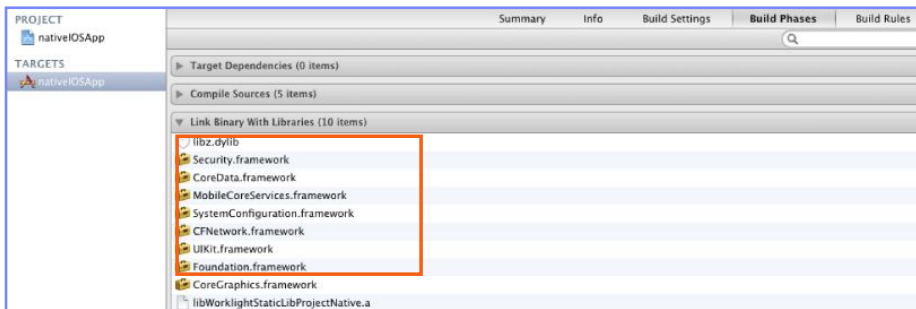 PROJECT
nativeIOSApp
TARGETS
nativeIOSApp
Summary Info Build Settings Build Phases Build Rules
Target Dependencies (0 items)
Compile Sources (5 items)
Link Binary With Libraries (10 items)
libz.dylib
Security.framework
CoreData.framework
MobileCoreServices.framework
SystemConfiguration.framework
CFNetwork.framework
UIKit.framework
Foundation.framework
CoreGraphics.framework
libWorklightStaticLibProjectNative.a